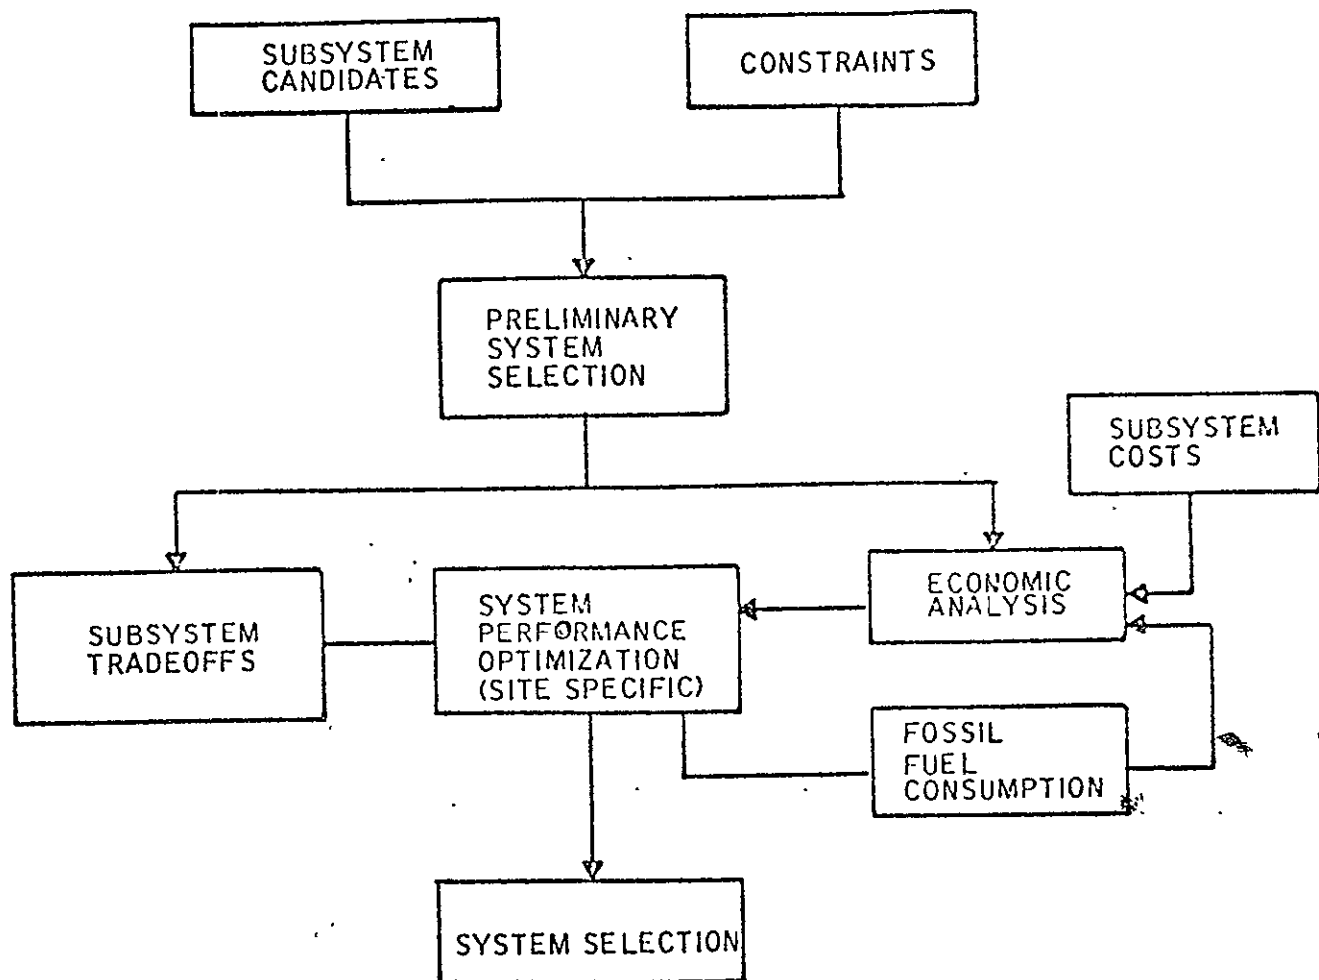 SUBSYSTEM
CANDIDATES
CONSTRAINTS
PRELIMINARY
SYSTEM
SELECTION
SUBSYSTEM
COSTS
SUBSYSTEM
TRADEOFFS
SYSTEM
PERFORMANCE
OPTIMIZATION
(SITE SPECIFIC)
ECONOMIC
ANALYSIS
FOSSIL
FUEL
CONSUMPTION
SYSTEM SELECTION